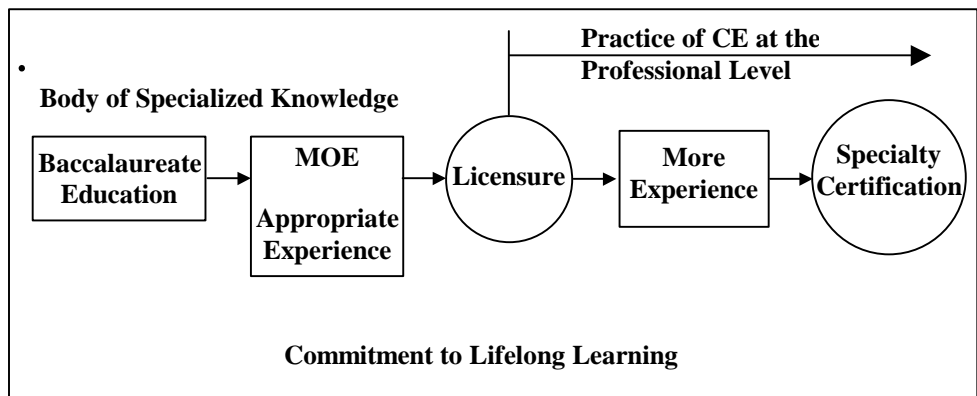 Practice of CE at the
Professional Level
Body of Specialized Knowledge
Baccalaureate
Education
MOE
Appropriate
Experience
Licensure
More
Experience
Specialty
Certification
Commitment to Lifelong Learning